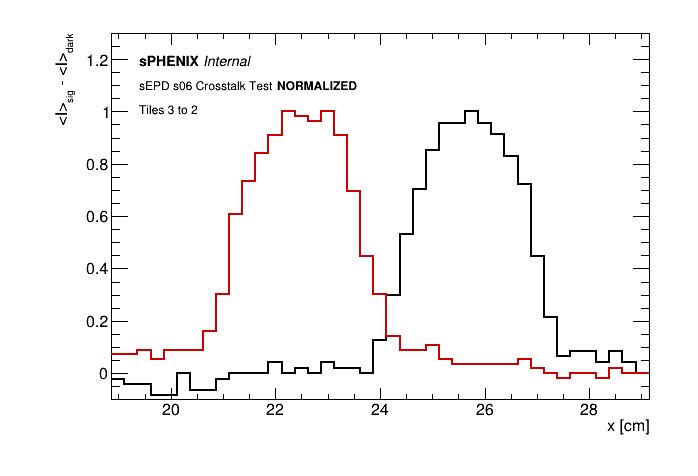 <I>sig - <I>dark
sPHENIX Internal
sEPD s06 Crosstalk Test NORMALIZED
Tiles 3 to 2
1.2
1
0.8
0.6
0.4
0.2
0
20 22 24 26 28
x [cm]